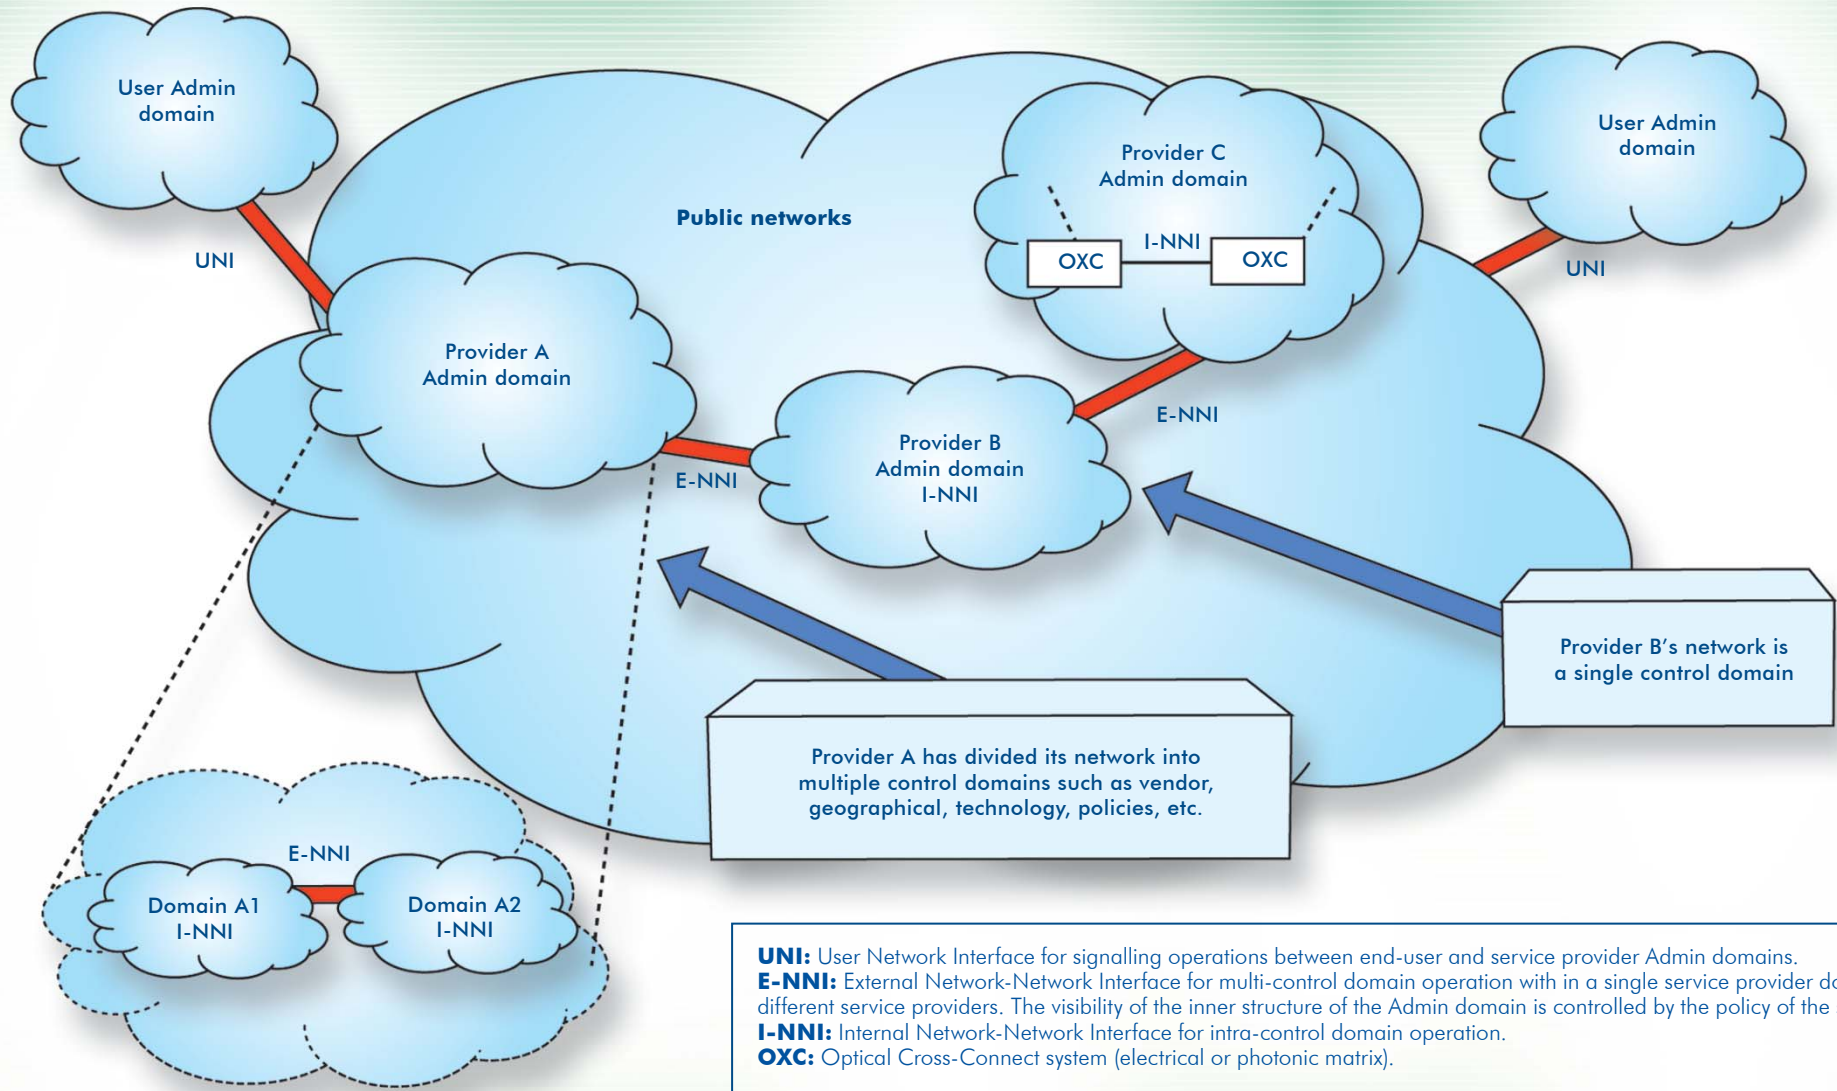 User Admin
domain
User Admin
domain
Provider C
Admin domain
Public networks
UNI
I-NNI
OXC
OXC
UNI
Provider A
Admin domain
E-NNI
Provider B
Admin domain
I-NNI
E-NNI
Provider B’s network is
a single control domain
Provider A has divided its network into
multiple control domains such as vendor,
geographical, technology, policies, etc.
E-NNI
Domain A1
I-NNI
Domain A2
I-NNI
UNI: User Network Interface for signalling operations between end-user and service provider Admin domains.
E-NNI: External Network-Network Interface for multi-control domain operation with in a single service provider
different service providers. The visibility of the inner structure of the Admin domain is controlled by the policy of the
I-NNI: Internal Network-Network Interface for intra-control domain operation.
OXC: Optical Cross-Connect system (electrical or photonic matrix).